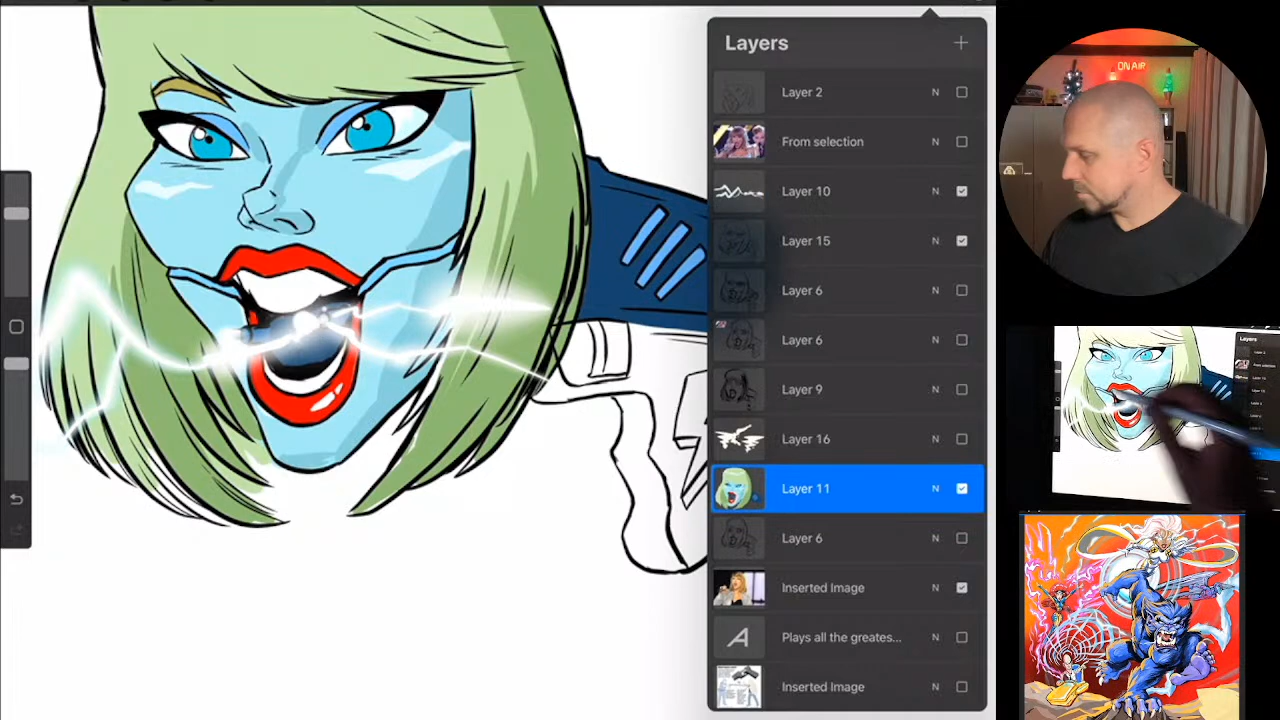 Layers
Layer 2 N
From selection N
Layer 10 N
Layer 15 N
Layer 6 N
Layer 6 N
Layer 9 N
Layer 16 N
Layer 11 N
Layer 6 N
Inserted Image N
Plays all the greates... N
Inserted Image N
ON AIR
Layers